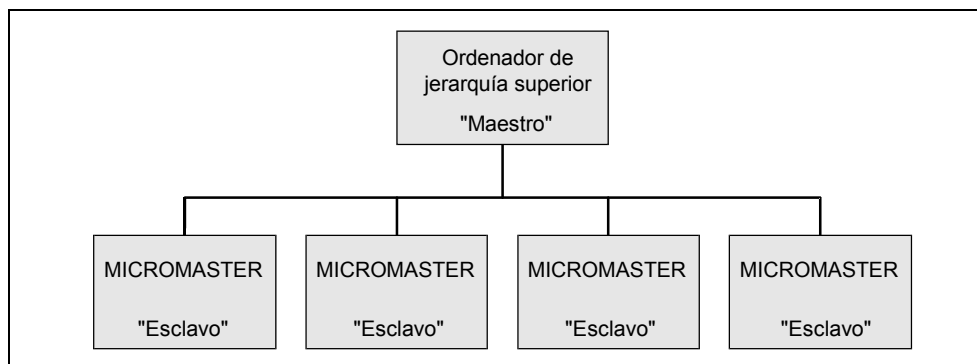 Ordenador de
jerarquía superior
"Maestro"
MICROMASTER
"Esclavo"
MICROMASTER
"Esclavo"
MICROMASTER
"Esclavo"
MICROMASTER
"Esclavo"